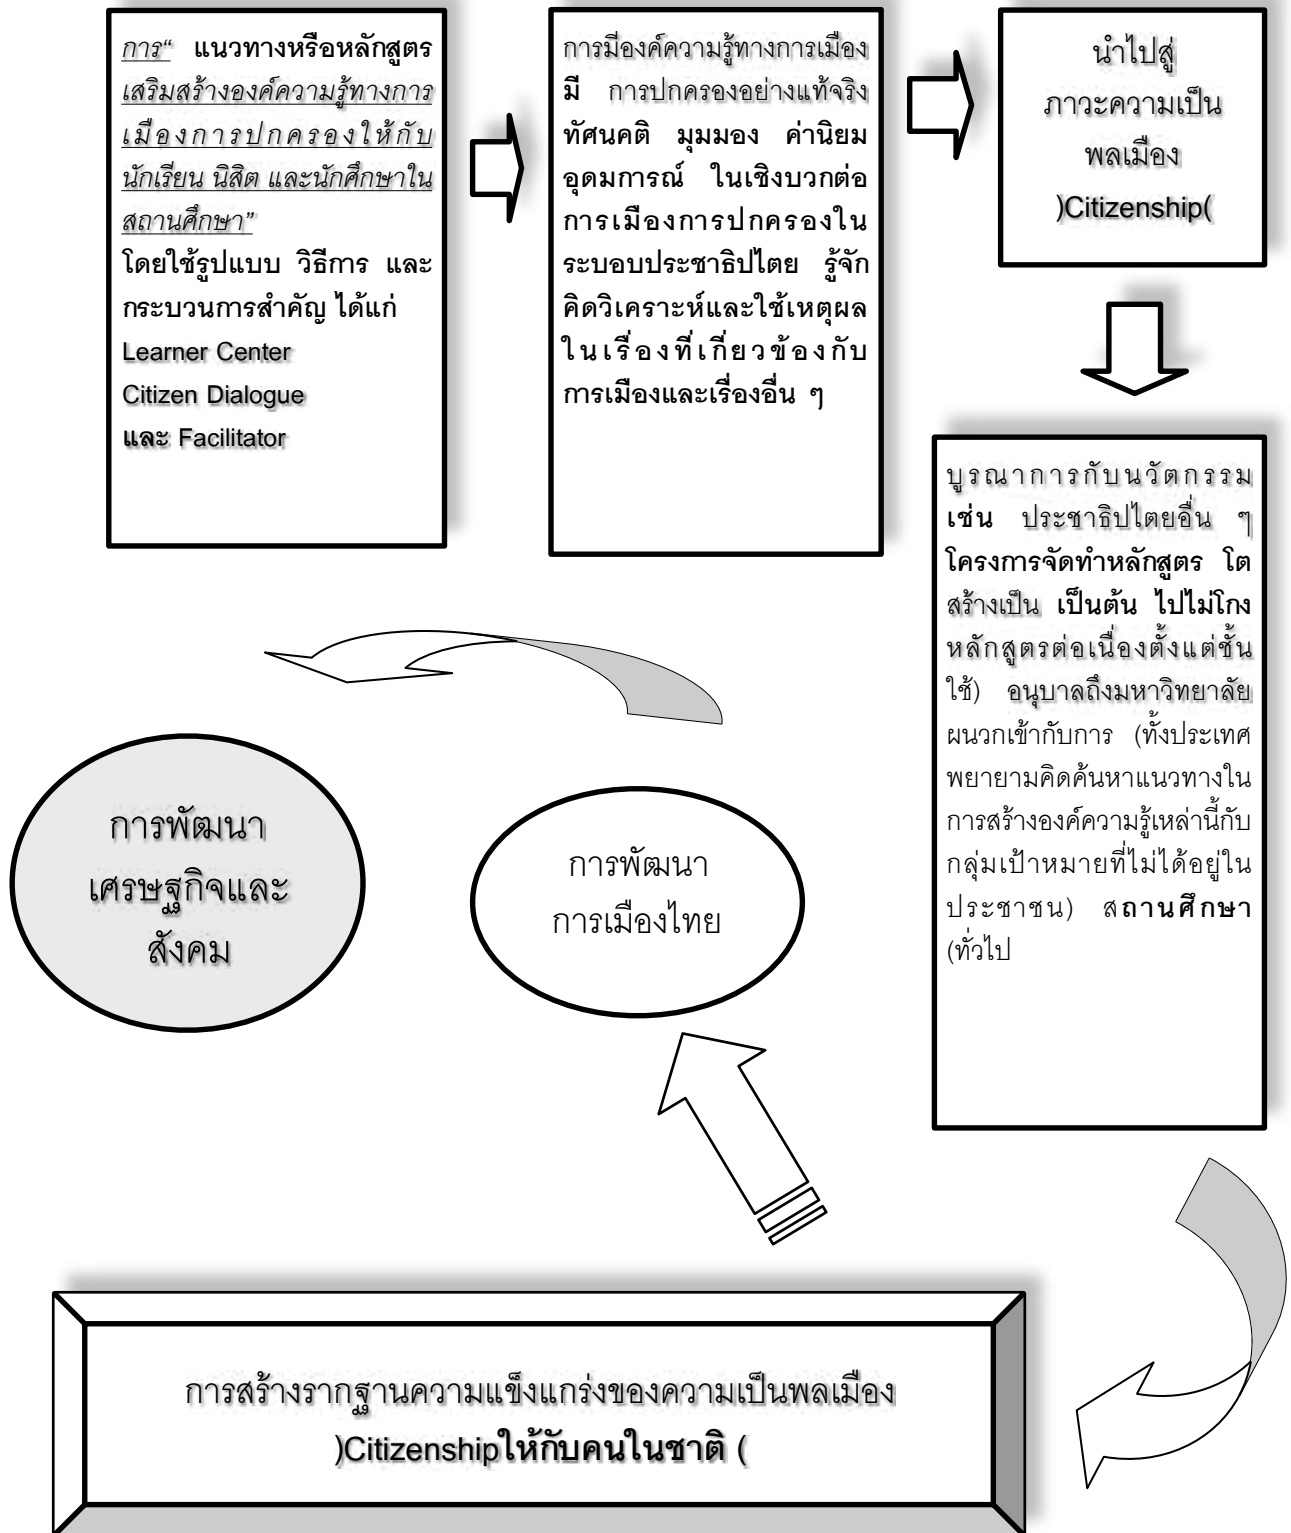 การ“ แนวทางหรือหลักสูตร
เสริมสร้างองค์ความรู้ทางการ
เมืองการปกครองให้กับ
นักเรียน นิสิต และนักศึกษาใน
สถานศึกษา”
โดยใช้รูปแบบ วิธีการ และ
กระบวนการสำคัญ ได้แก่
Learner Center
Citizen Dialogue
และ Facilitator
การมีองค์ความรู้ทางการเมือง
มี การปกครองอย่างแท้จริง
ทัศนคติ มุมมอง ค่านิยม
อุดมการณ์ ในเชิงบวกต่อ
การเมืองการปกครองใน
ระบอบประชาธิปไตย รู้จัก
คิดวิเคราะห์และใช้เหตุผล
ในเรื่องที่เกี่ยวข้องกับ
การเมืองและเรื่องอื่น ๆ
นำไปสู่
ภาวะความเป็น
พลเมือง
)Citizenship(
บูรณาการกับนวัตกรรม
เช่น ประชาธิปไตยอื่น ๆ
โครงการจัดทำหลักสูตร โต
สร้างเป็น เป็นต้น ไปไม่โกง
หลักสูตรต่อเนื่องตั้งแต่ชั้น
ใช้) อนุบาลถึงมหาวิทยาลัย
ผนวกเข้ากับการ (ทั้งประเทศ
พยายามคิดค้นหาแนวทางใน
การสร้างองค์ความรู้เหล่านี้กับ
กลุ่มเป้าหมายที่ไม่ได้อยู่ใน
ประชาชน) สถานศึกษา
(ทั่วไป
การพัฒนา
เศรษฐกิจและ
สังคม
การพัฒนา
การเมืองไทย
การสร้างรากฐานความแข็งแกร่งของความเป็นพลเมือง
)Citizenshipให้กับคนในชาติ (